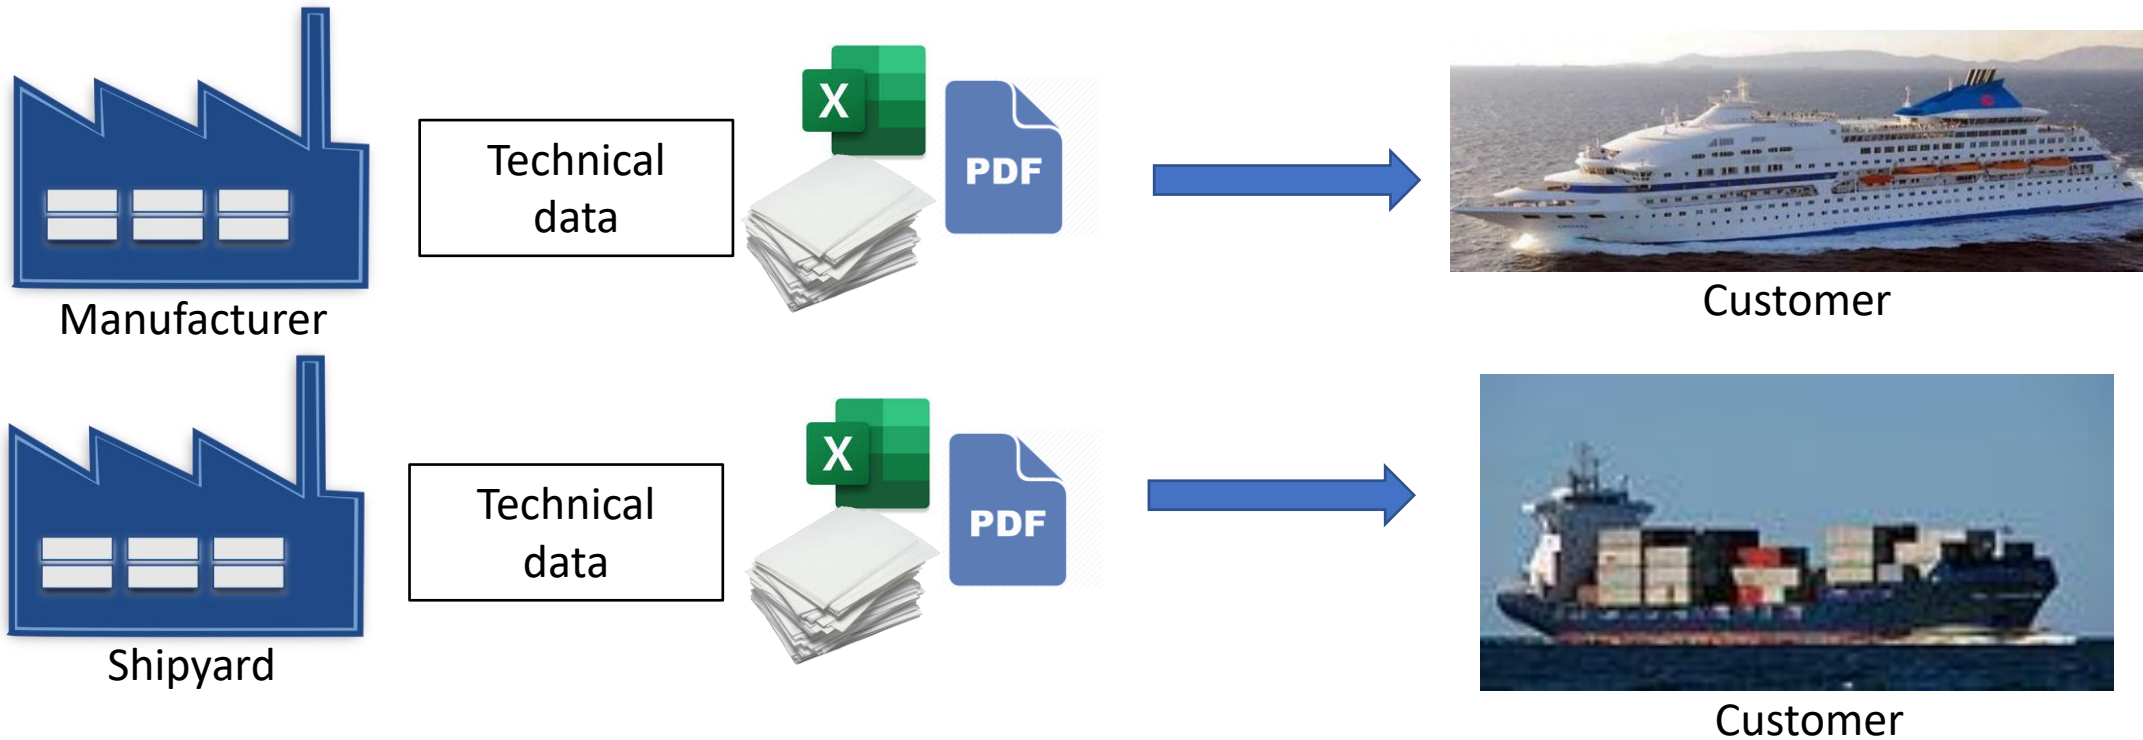 Technical
data
X
PDF
Manufacturer
Customer
Technical
data
X
PDF
Shipyard
Customer